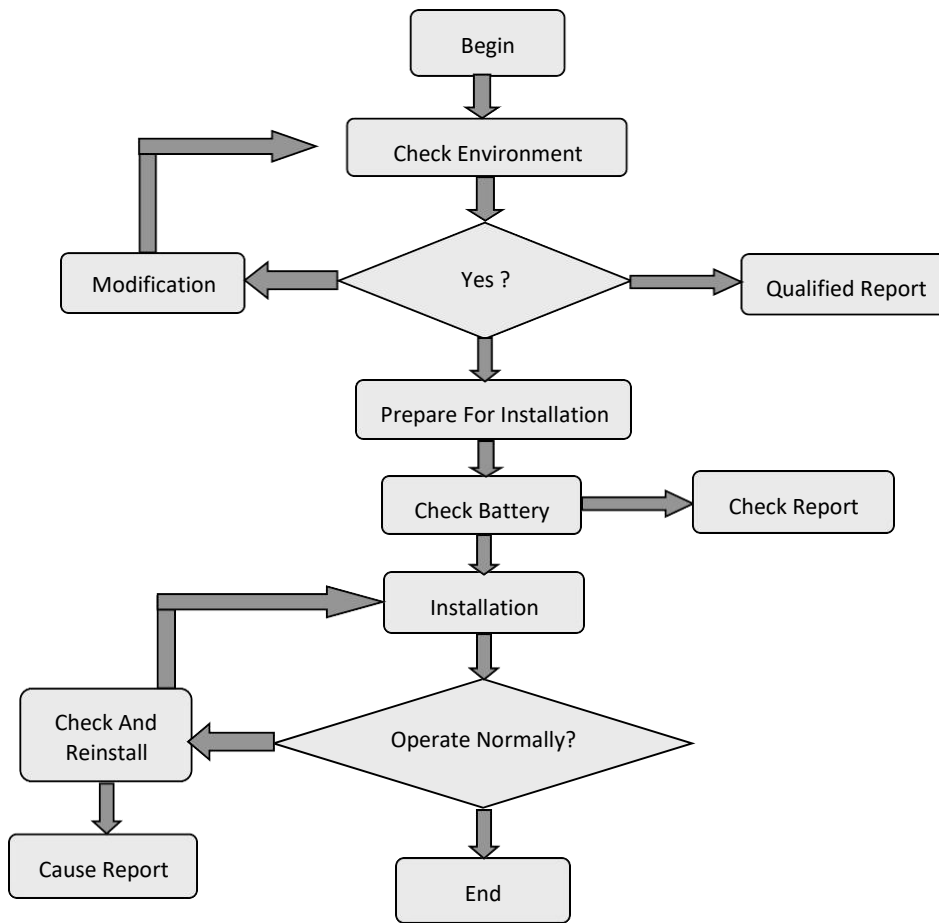 Begin
Check Environment
Modification
Yes ?
Qualified Report
Prepare For Installation
Check Battery
Check Report
Installation
Check And
Reinstall
Operate Normally?
Cause Report
End